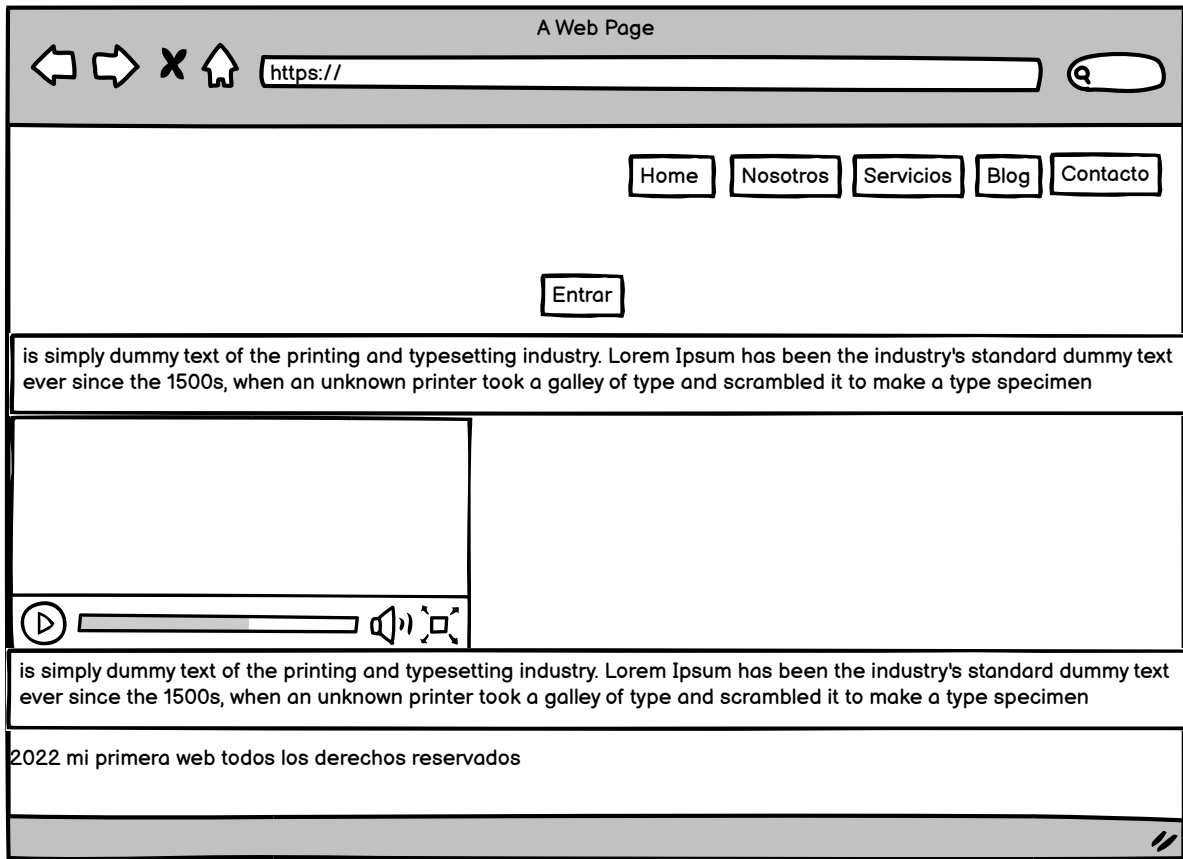 A Web Page
https://
Home Nosotros Servicios Blog Contacto
Entrar
is simply dummy text of the printing and typesetting industry. Lorem Ipsum has been the industry's standard dummy text
ever since the 1500s, when an unknown printer took a galley of type and scrambled it to make a type specimen
is simply dummy text of the printing and typesetting industry. Lorem Ipsum has been the industry's standard dummy text
ever since the 1500s, when an unknown printer took a galley of type and scrambled it to make a type specimen
2022 mi primera web todos los derechos reservados